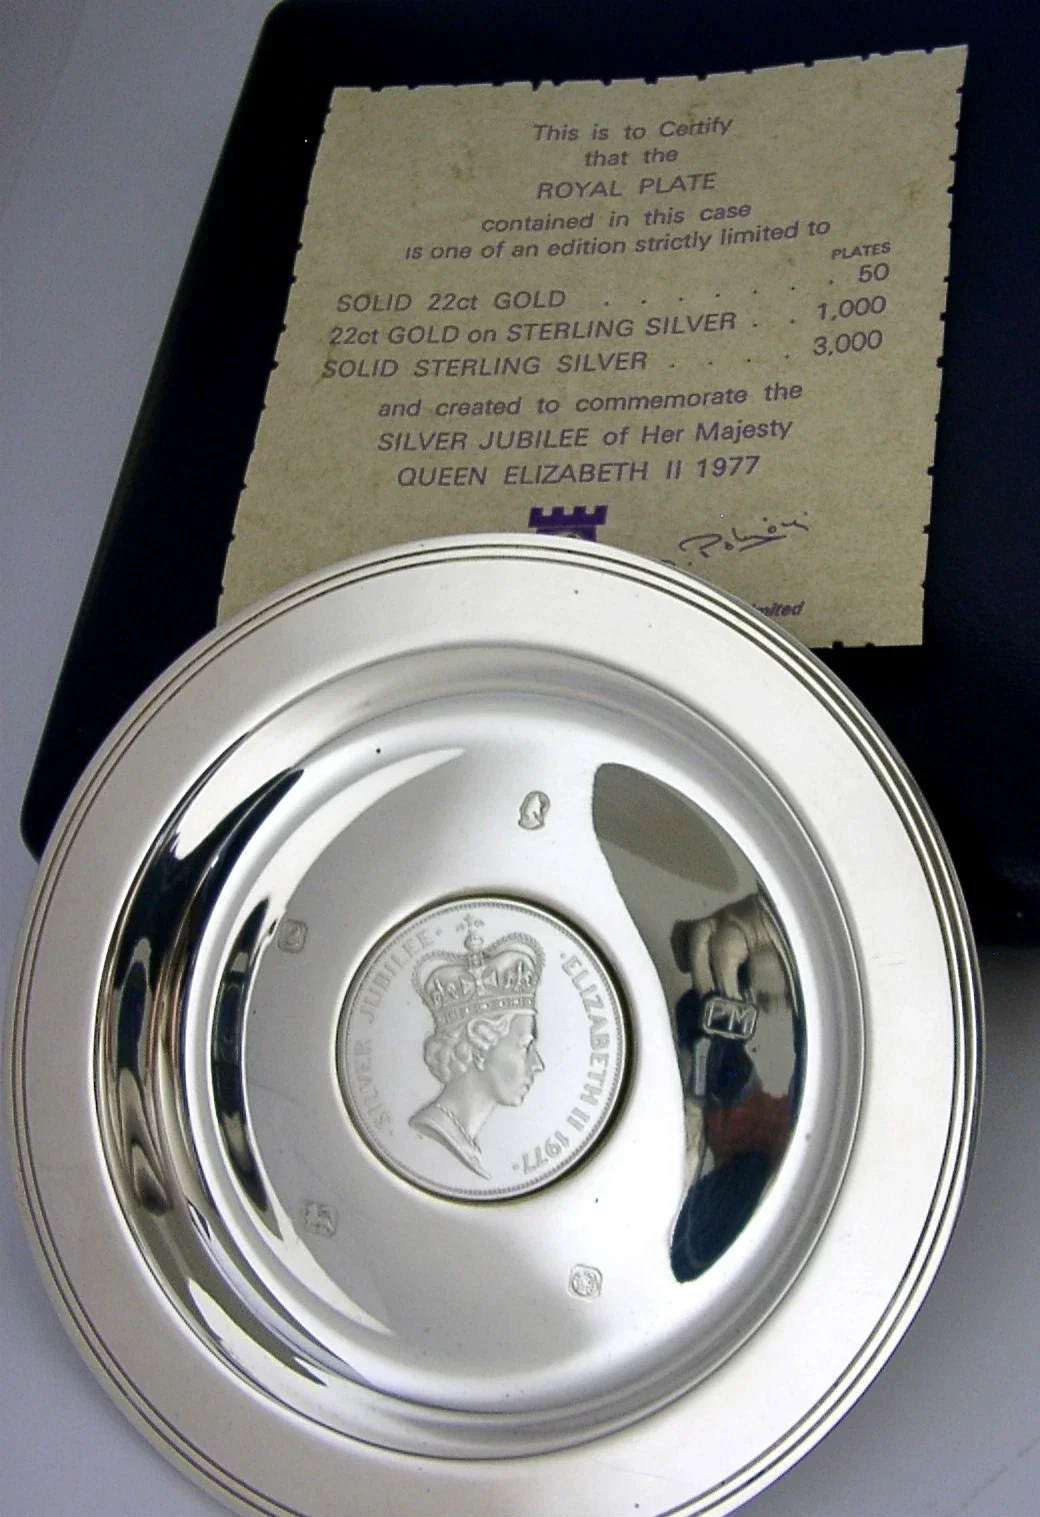 This is to Certify
that the
ROYAL PLATE
contained in this case
is one of an edition strictly limited to
PLATES
SOLID 22ct GOLD . . . . . . . 50
22ct GOLD on STERLING SILVER . . 1,000
SOLID STERLING SILVER . . . . 3,000
and created to commemorate the
SILVER JUBILEE of Her Majesty
QUEEN ELIZABETH II 1977
·SILVER JUBILEE· ·ELIZABETH II 1977·
PM